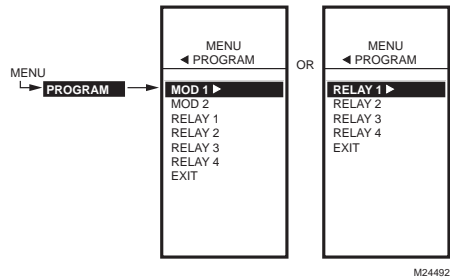 MENU
PROGRAM
MENU
◄ PROGRAM
MOD 1 ►
MOD 2
RELAY 1
RELAY 2
RELAY 3
RELAY 4
EXIT
OR
MENU
◄ PROGRAM
RELAY 1 ►
RELAY 2
RELAY 3
RELAY 4
EXIT
M24492